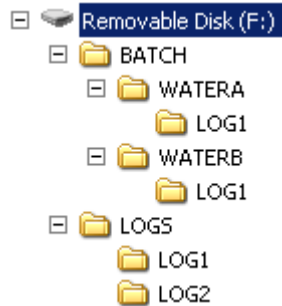 Removable Disk (F:)
BATCH
WATERA
LOG1
WATERB
LOG1
LOGS
LOG1
LOG2